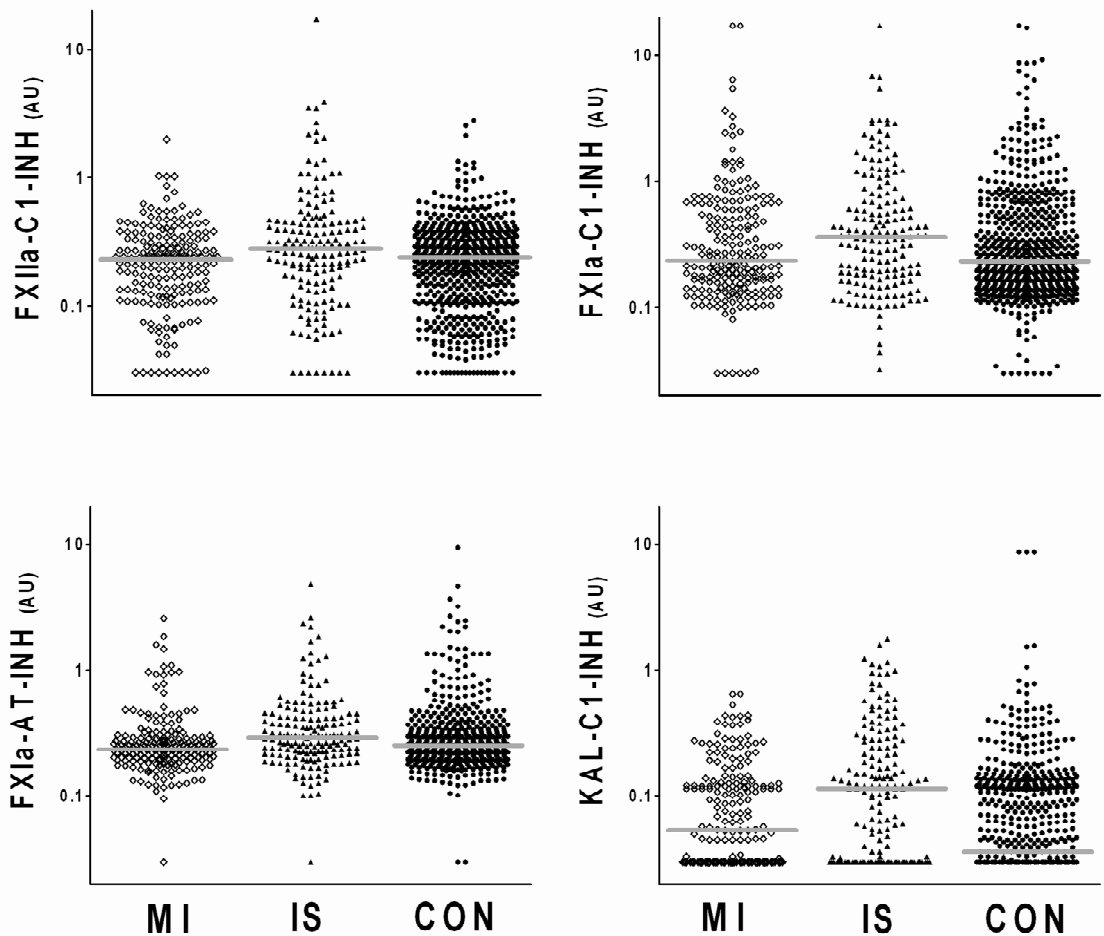 FXIIa-C1-INH (AU)
10
1
0.1
FXIa-C1-INH (AU)
10
1
0.1
FXIa-AT-INH (AU)
10
1
0.1
KAL-C1-INH (AU)
10
1
0.1
MI IS CON
MI IS CON